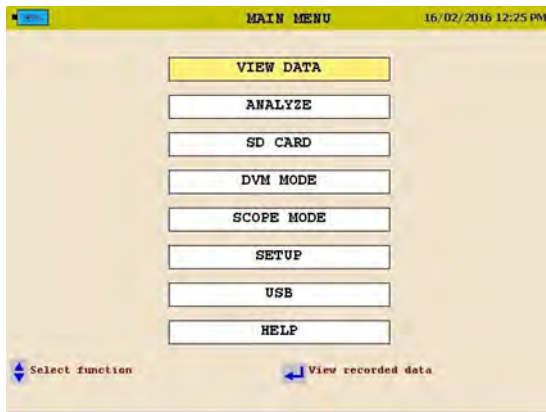 MAIN MENU 16/02/2016 12:25 PM
VIEW DATA
ANALYZE
SD CARD
DVM MODE
SCOPE MODE
SETUP
USB
HELP
Select function View recorded data